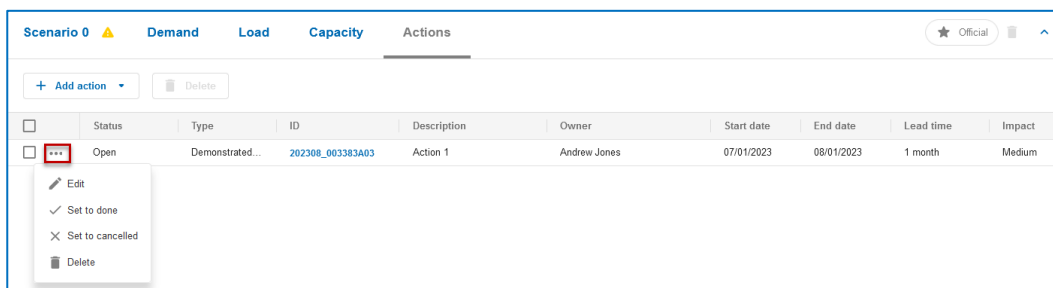 Scenario 0 Demand Load Capacity Actions Official
+ Add action Delete
Status Type ID Description Owner Start date End date Lead time Impact
Open Demonstrated... 202308_003383A03 Action 1 Andrew Jones 07/01/2023 08/01/2023 1 month Medium
Edit
Set to done
Set to cancelled
Delete